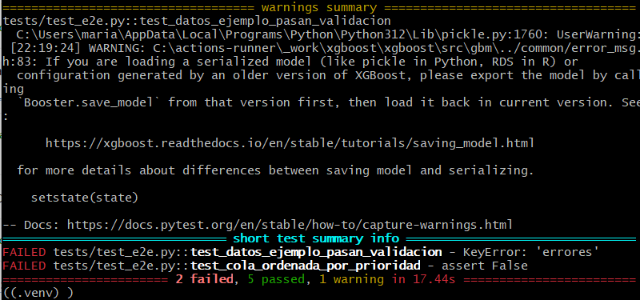 ================================= warnings summary =================================
tests/test_e2e.py::test_datos_ejemplo_pasan_validacion
C:\Users\maria\AppData\Local\Programs\Python\Python312\Lib\pickle.py:1760: UserWarning:
[22:19:24] WARNING: C:\actions-runner\_work\xgboost\xgboost\src\gbm\../common/error_msg.
h:83: If you are loading a serialized model (like pickle in Python, RDS in R) or
configuration generated by an older version of XGBoost, please export the model by call
ing
`Booster.save_model` from that version first, then load it back in current version. See
:
https://xgboost.readthedocs.io/en/stable/tutorials/saving_model.html
for more details about differences between saving model and serializing.
setstate(state)
-- Docs: https://docs.pytest.org/en/stable/how-to/capture-warnings.html
============================== short test summary info ==============================
FAILED tests/test_e2e.py::test_datos_ejemplo_pasan_validacion - KeyError: 'errores'
FAILED tests/test_e2e.py::test_cola_ordenada_por_prioridad - assert False
====================== 2 failed, 5 passed, 1 warning in 17.44s ======================
((.venv) )